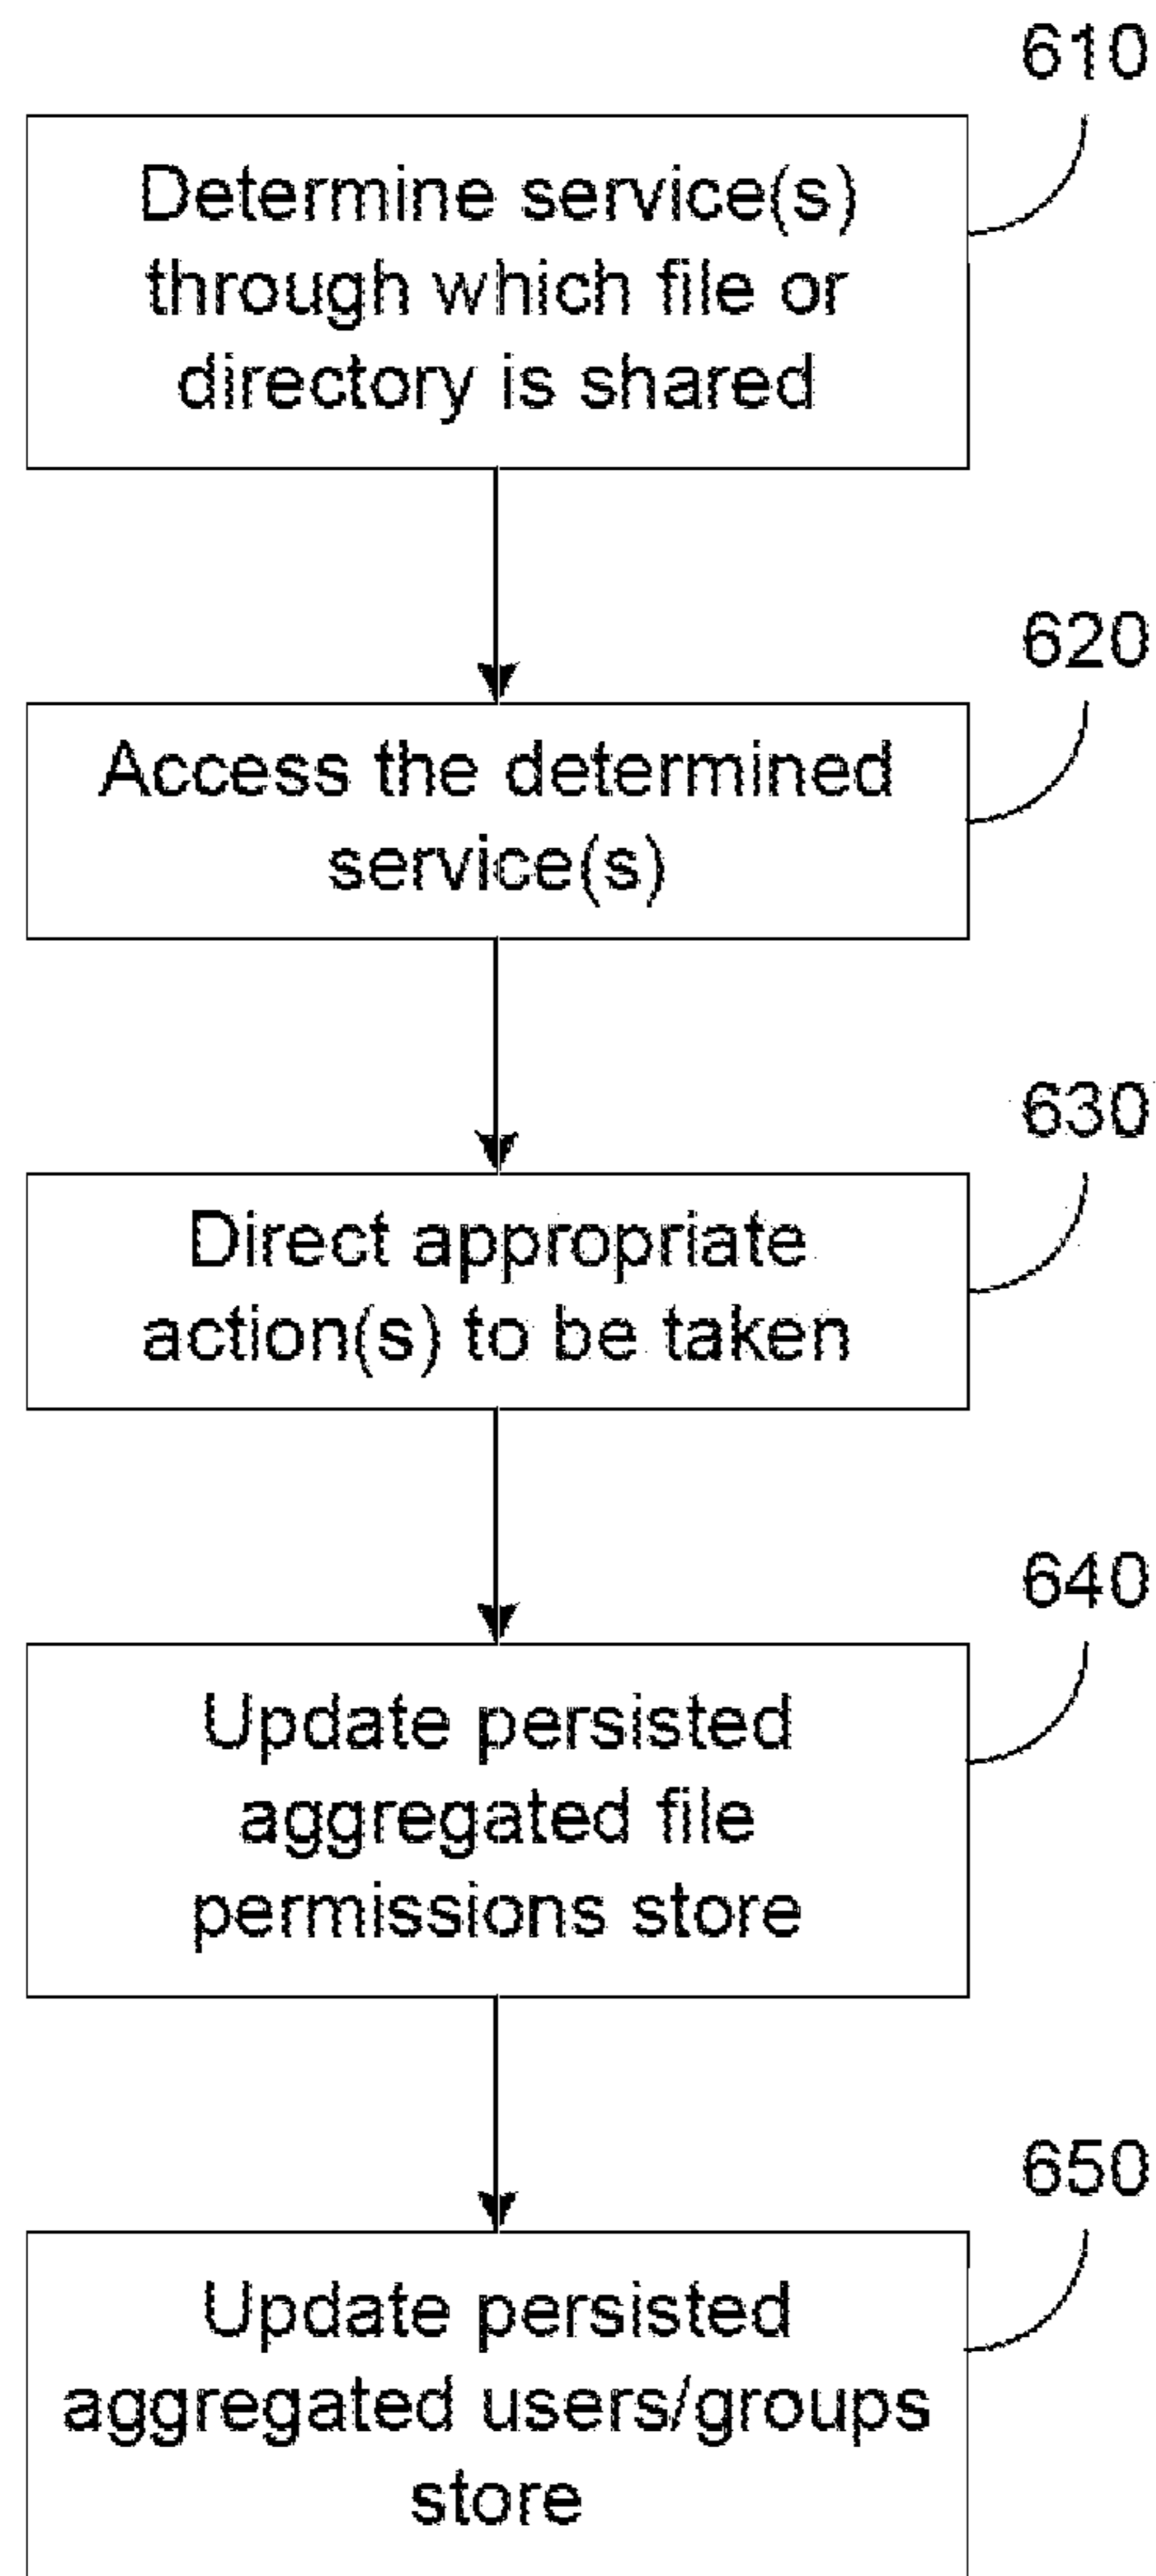 610
Determine service(s)
through which file or
directory is shared
620
Access the determined
service(s)
630
Direct appropriate
action(s) to be taken
640
Update persisted
aggregated file
permissions store
650
Update persisted
aggregated users/groups
store